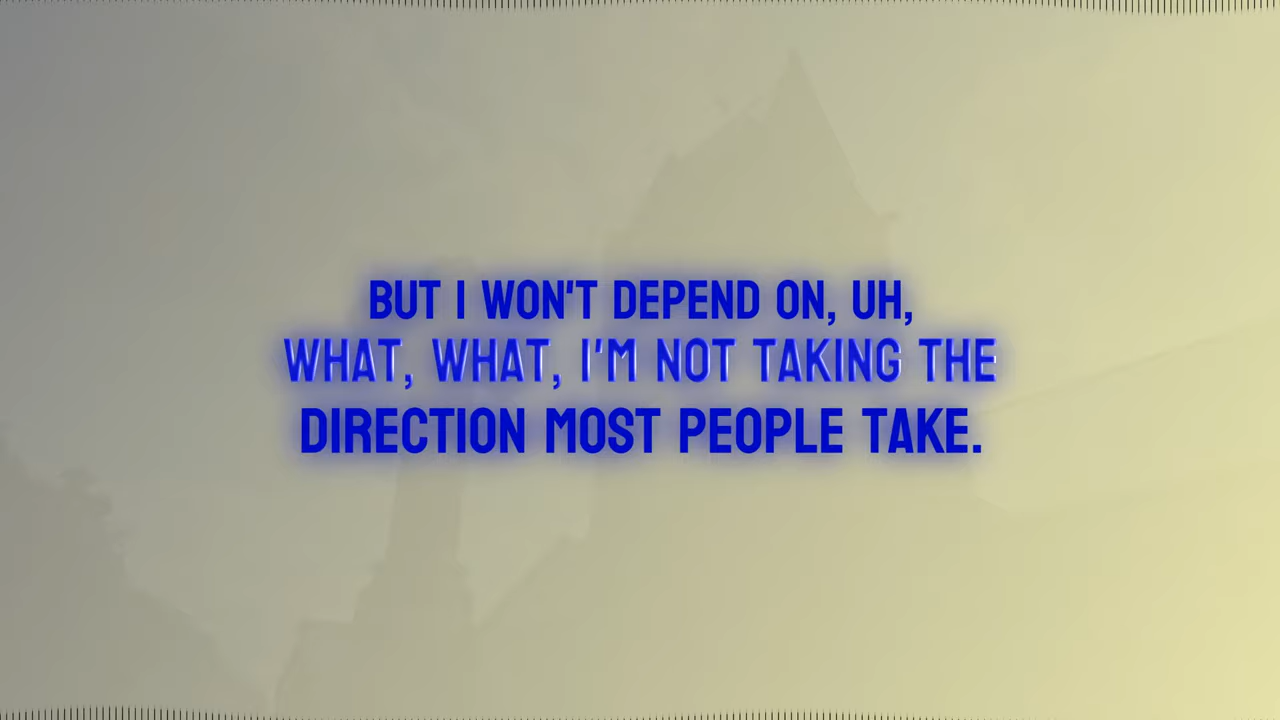 BUT I WON'T DEPEND ON, UH,
WHAT, WHAT, I'M NOT TAKING THE
DIRECTION MOST PEOPLE TAKE.